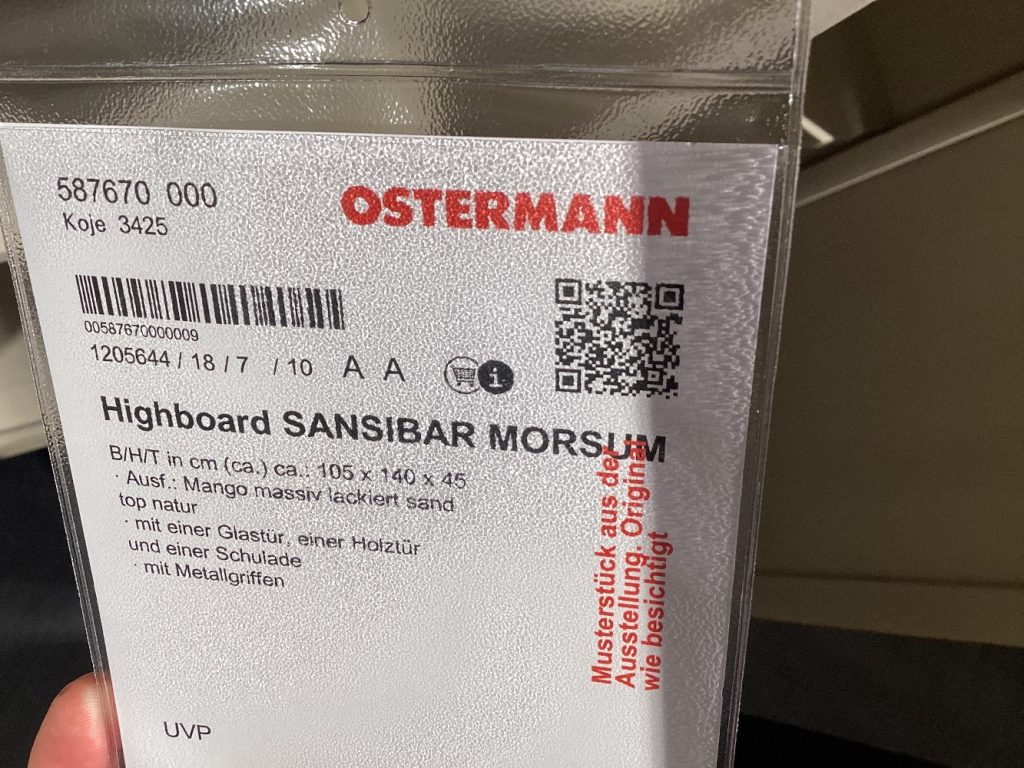 587670 000
Koje 3425
OSTERMANN
00587670000009
1205644 / 18 / 7 / 10 A A
i
Highboard SANSIBAR MORSUM
B/H/T in cm (ca.) ca.: 105 x 140 x 45
· Ausf.: Mango massiv lackiert sand
top natur
· mit einer Glastür, einer Holztür
und einer Schulade
· mit Metallgriffen
Musterstück aus der
Ausstellung. Original
wie besichtigt
UVP